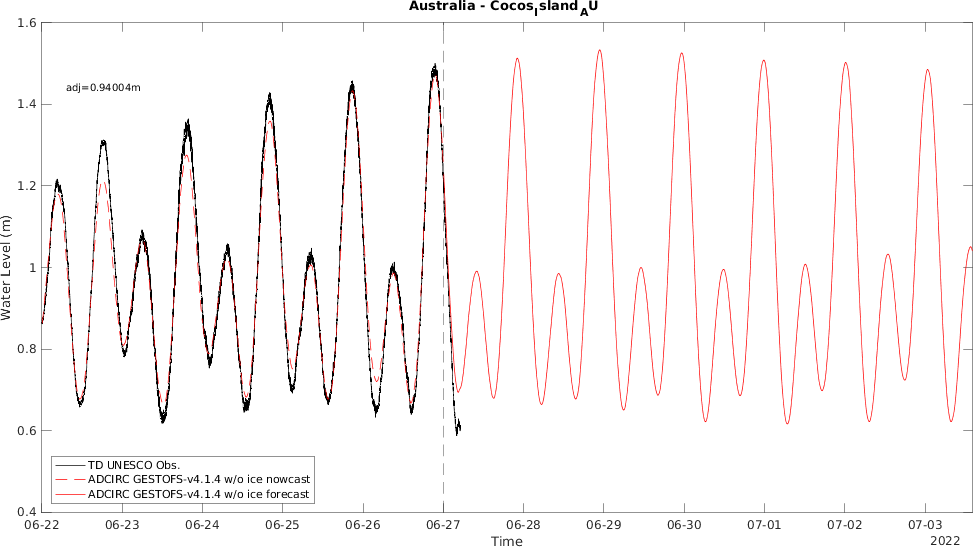 Australia - Cocos_Island_AU
1.6
adj=0.94004m
1.4
1.2
1
0.8
0.6
0.4
Water Level (m)
TD UNESCO Obs.
ADCIRC GESTOFS-v4.1.4 w/o ice nowcast
ADCIRC GESTOFS-v4.1.4 w/o ice forecast
06-22 06-23 06-24 06-25 06-26 06-27 06-28 06-29 06-30 07-01 07-02 07-03
Time
2022